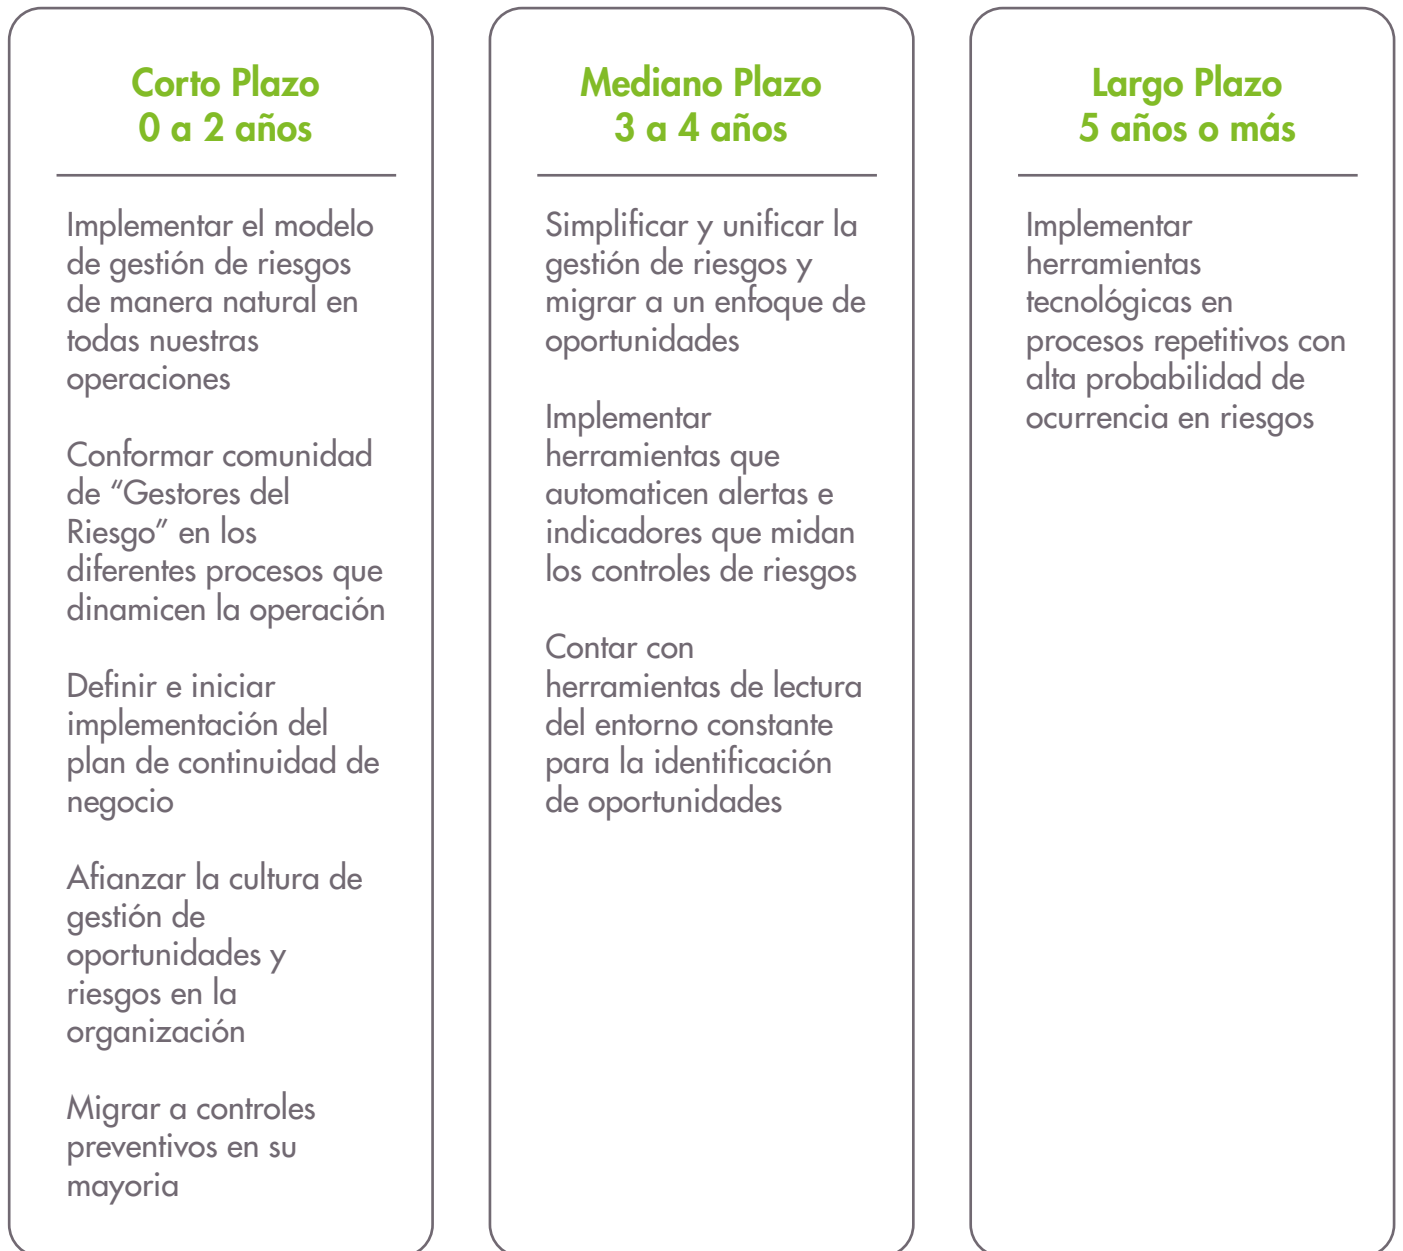 Corto Plazo
0 a 2 años
Implementar el modelo
de gestión de riesgos
de manera natural en
todas nuestras
operaciones
Conformar comunidad
de “Gestores del
Riesgo” en los
diferentes procesos que
dinamicen la operación
Definir e iniciar
implementación del
plan de continuidad de
negocio
Afianzar la cultura de
gestión de
oportunidades y
riesgos en la
organización
Migrar a controles
preventivos en su
mayoria
Mediano Plazo
3 a 4 años
Simplificar y unificar la
gestión de riesgos y
migrar a un enfoque de
oportunidades
Implementar
herramientas que
automaticen alertas e
indicadores que midan
los controles de riesgos
Contar con
herramientas de lectura
del entorno constante
para la identificación
de oportunidades
Largo Plazo
5 años o más
Implementar
herramientas
tecnológicas en
procesos repetitivos con
alta probabilidad de
ocurrencia en riesgos